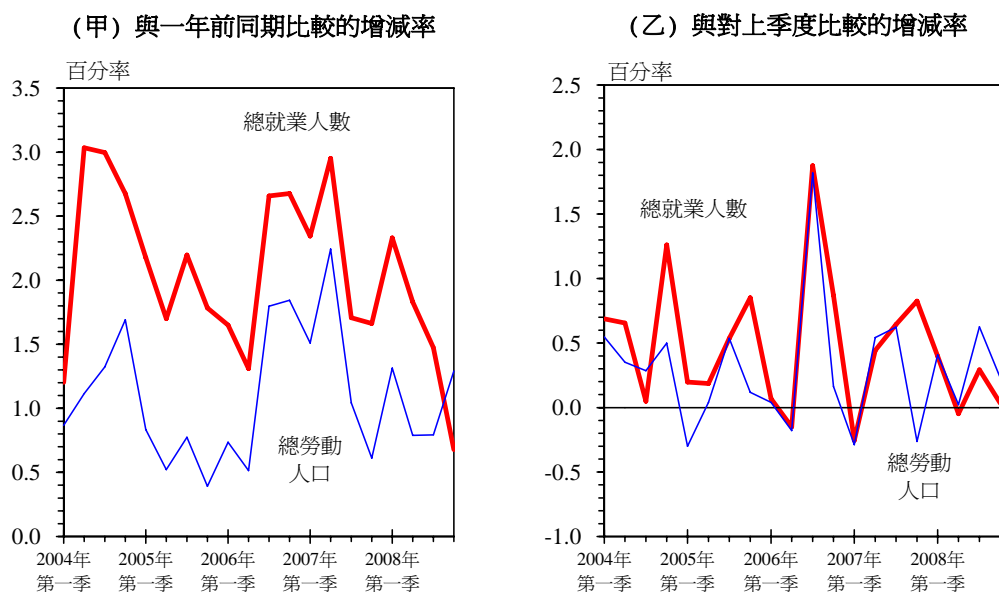 (甲) 與一年前同期比較的增減率
百分率
3.5
3.0
2.5
2.0
1.5
1.0
0.5
0.0
總就業人數
總勞動
人口
2004年 2005年 2006年 2007年 2008年
第一季 第一季 第一季 第一季 第一季
(乙) 與對上季度比較的增減率
百分率
2.5
2.0
1.5
1.0
0.5
0.0
-0.5
-1.0
總就業人數
總勞動
人口
2004年 2005年 2006年 2007年 2008年
第一季 第一季 第一季 第一季 第一季